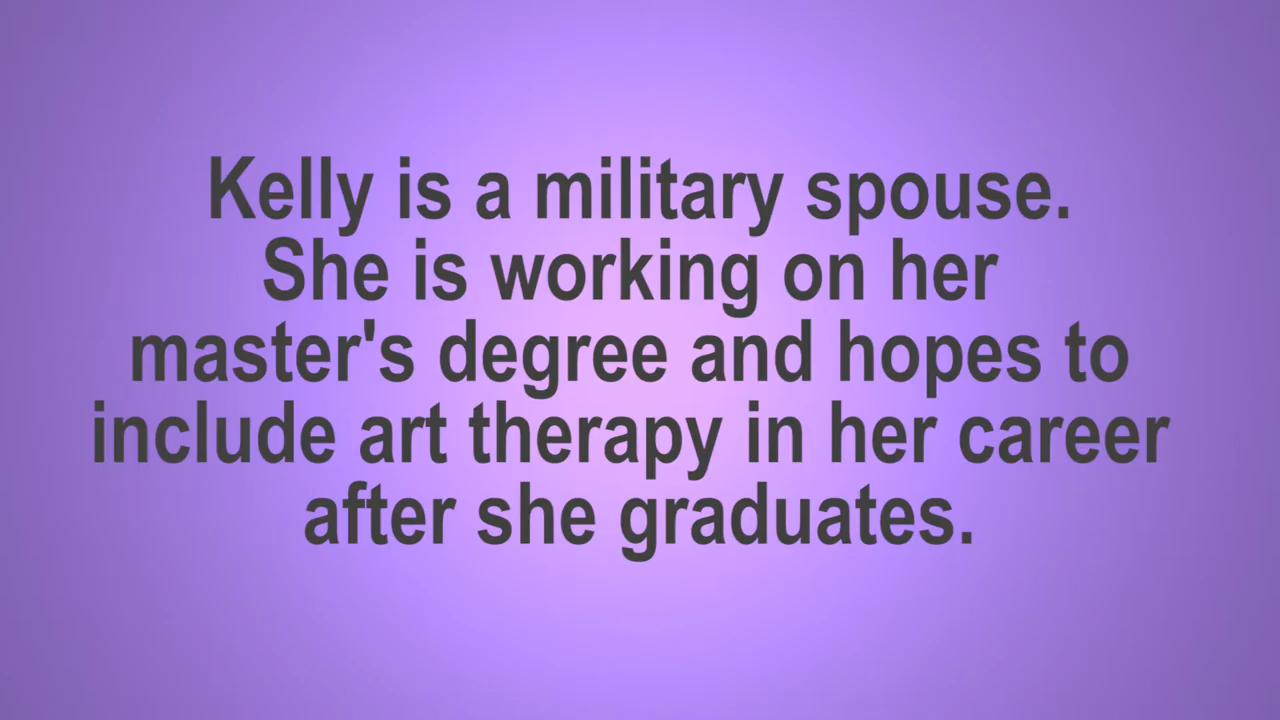 Kelly is a military spouse.
She is working on her
master's degree and hopes to
include art therapy in her career
after she graduates.